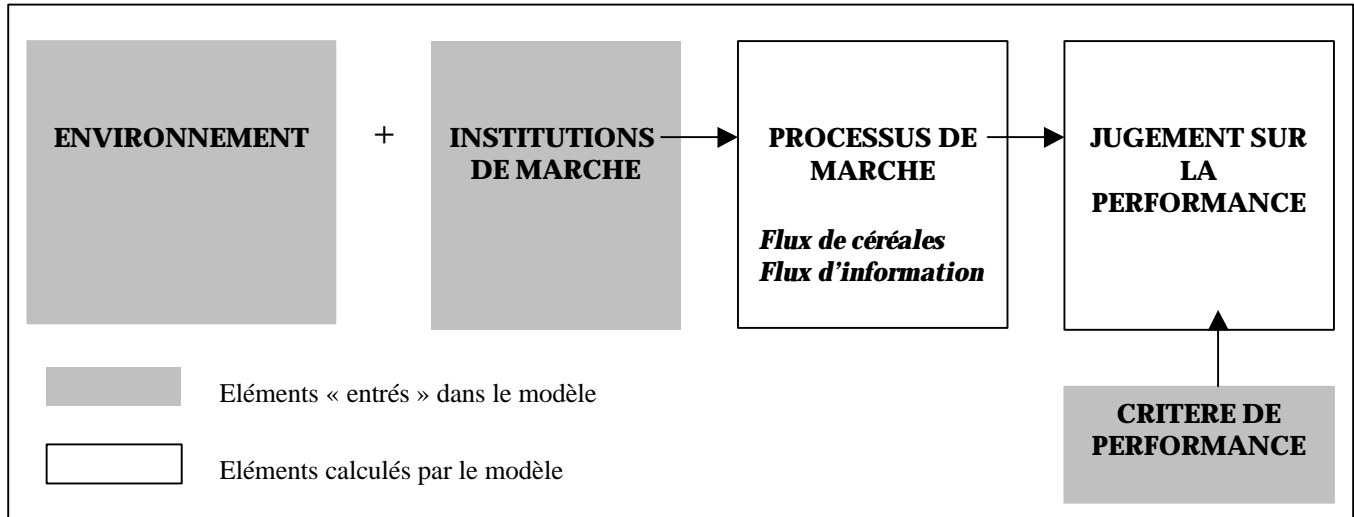 ENVIRONNEMENT
+
INSTITUTIONS
DE MARCHE
PROCESSUS DE
MARCHE
Flux de céréales
Flux d'information
JUGEMENT SUR
LA
PERFORMANCE
Eléments « entrés » dans le modèle
Eléments calculés par le modèle
CRITERE DE
PERFORMANCE